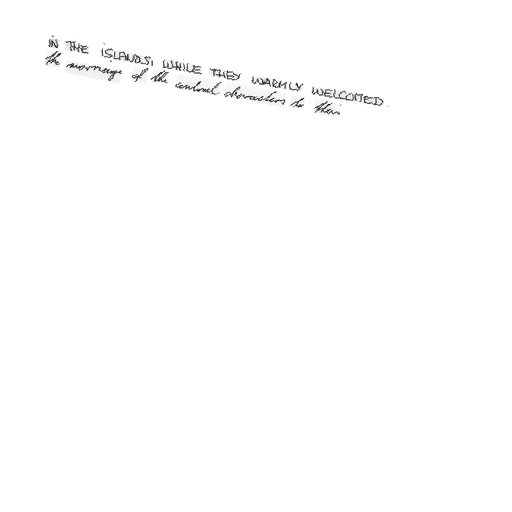 IN THE ISLANDS, WHILE THEY WARMLY WELCOMED
the marriage of the central characters to their